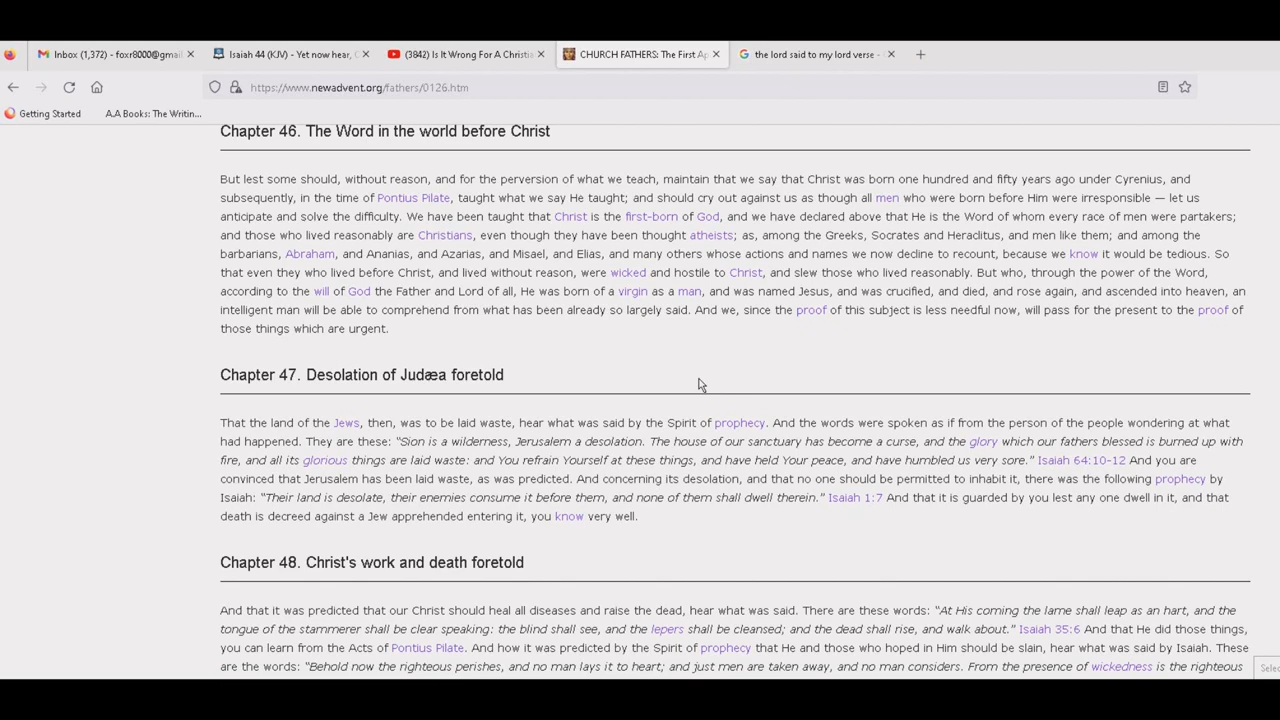 Inbox (1,372) - foxr8000@gmail.
Isaiah 44 (KJV) - Yet now hear,
(3842) Is It Wrong For A Christia
CHURCH FATHERS: The First Ap
the lord said to my lord verse -
https://www.newadvent.org/fathers/0126.htm
Getting Started
A.A Books: The Writin...
Chapter 46. The Word in the world before Christ
But lest some should, without reason, and for the perversion of what we teach, maintain that we say that Christ was born one hundred and fifty years ago under Cyrenius, and
subsequently, in the time of Pontius Pilate, taught what we say He taught; and should cry out against us as though all men who were born before Him were irresponsible — let us
anticipate and solve the difficulty. We have been taught that Christ is the first-born of God, and we have declared above that He is the Word of whom every race of men were partakers;
and those who lived reasonably are Christians, even though they have been thought atheists; as, among the Greeks, Socrates and Heraclitus, and men like them; and among the
barbarians, Abraham, and Ananias, and Azarias, and Misael, and Elias, and many others whose actions and names we now decline to recount, because we know it would be tedious. So
that even they who lived before Christ, and lived without reason, were wicked and hostile to Christ, and slew those who lived reasonably. But who, through the power of the Word,
according to the will of God the Father and Lord of all, He was born of a virgin as a man, and was named Jesus, and was crucified, and died, and rose again, and ascended into heaven, an
intelligent man will be able to comprehend from what has been already so largely said. And we, since the proof of this subject is less needful now, will pass for the present to the proof of
those things which are urgent.
Chapter 47. Desolation of Judæa foretold
That the land of the Jews, then, was to be laid waste, hear what was said by the Spirit of prophecy. And the words were spoken as if from the person of the people wondering at what
had happened. They are these: “Sion is a wilderness, Jerusalem a desolation. The house of our sanctuary has become a curse, and the glory which our fathers blessed is burned up with
fire, and all its glorious things are laid waste: and You refrain Yourself at these things, and have held Your peace, and have humbled us very sore.” Isaiah 64:10-12 And you are
convinced that Jerusalem has been laid waste, as was predicted. And concerning its desolation, and that no one should be permitted to inhabit it, there was the following prophecy by
Isaiah: “Their land is desolate, their enemies consume it before them, and none of them shall dwell therein.” Isaiah 1:7 And that it is guarded by you lest any one dwell in it, and that
death is decreed against a Jew apprehended entering it, you know very well.
Chapter 48. Christ's work and death foretold
And that it was predicted that our Christ should heal all diseases and raise the dead, hear what was said. There are these words: “At His coming the lame shall leap as an hart, and the
tongue of the stammerer shall be clear speaking: the blind shall see, and the lepers shall be cleansed; and the dead shall rise, and walk about.” Isaiah 35:6 And that He did those things,
you can learn from the Acts of Pontius Pilate. And how it was predicted by the Spirit of prophecy that He and those who hoped in Him should be slain, hear what was said by Isaiah. These
are the words: “Behold now the righteous perishes, and no man lays it to heart; and just men are taken away, and no man considers. From the presence of wickedness is the righteous
Selec